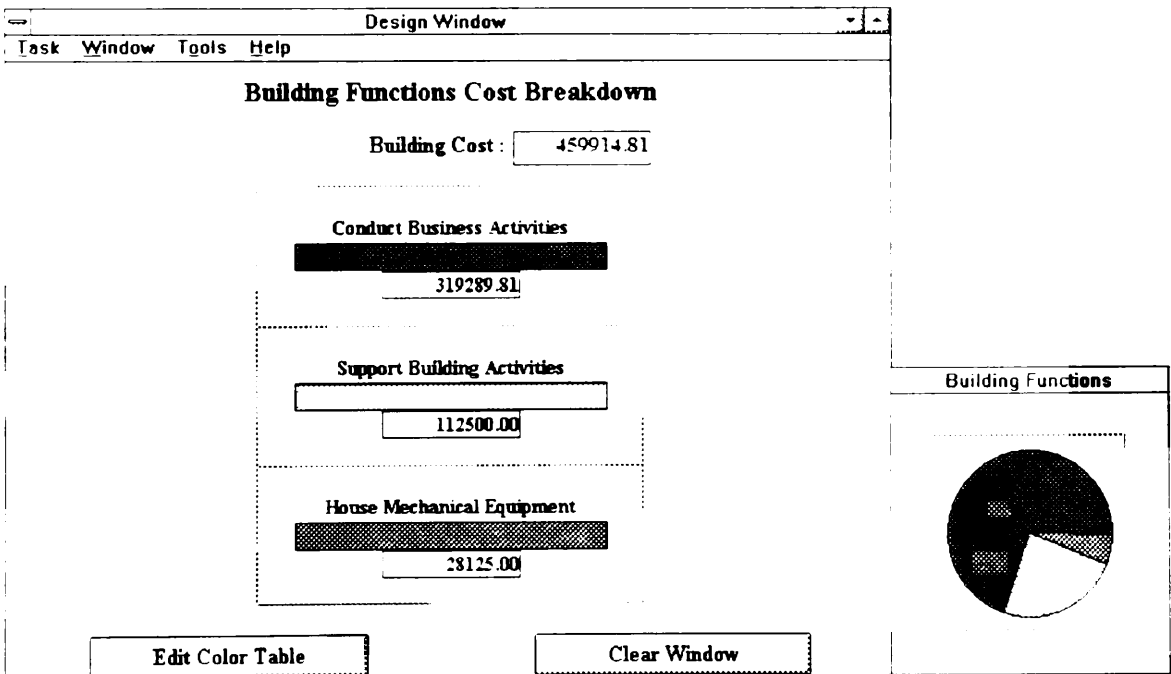 Design Window
Task Window Tools Help
Building Functions Cost Breakdown
Building Cost : 459914.81
Conduct Business Activities
319289.81
Support Building Activities
112500.00
House Mechanical Equipment
28125.00
Edit Color Table Clear Window
Building Functions